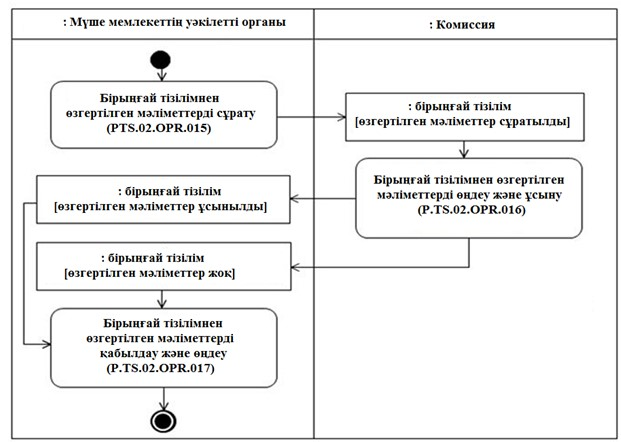 : Мүше мемлекеттің уәкілетті органы
: Комиссия
Бірыңғай тізілімнен
өзгертілген мәліметтерді сұрату
(PTS.02.OPR.015)
: бірыңғай тізілім
[өзгертілген мәліметтер сұратылды]
Бірыңғай тізілімнен өзгертілген
мәліметтерді өңдеу және ұсыну
(P.TS.02.OPR.016)
: бірыңғай тізілім
[өзгертілген мәліметтер ұсынылды]
: бірыңғай тізілім
[өзгертілген мәліметтер жоқ]
Бірыңғай тізілімнен
өзгертілген мәліметтерді
қабылдау және өңдеу
(P.TS.02.OPR.017)